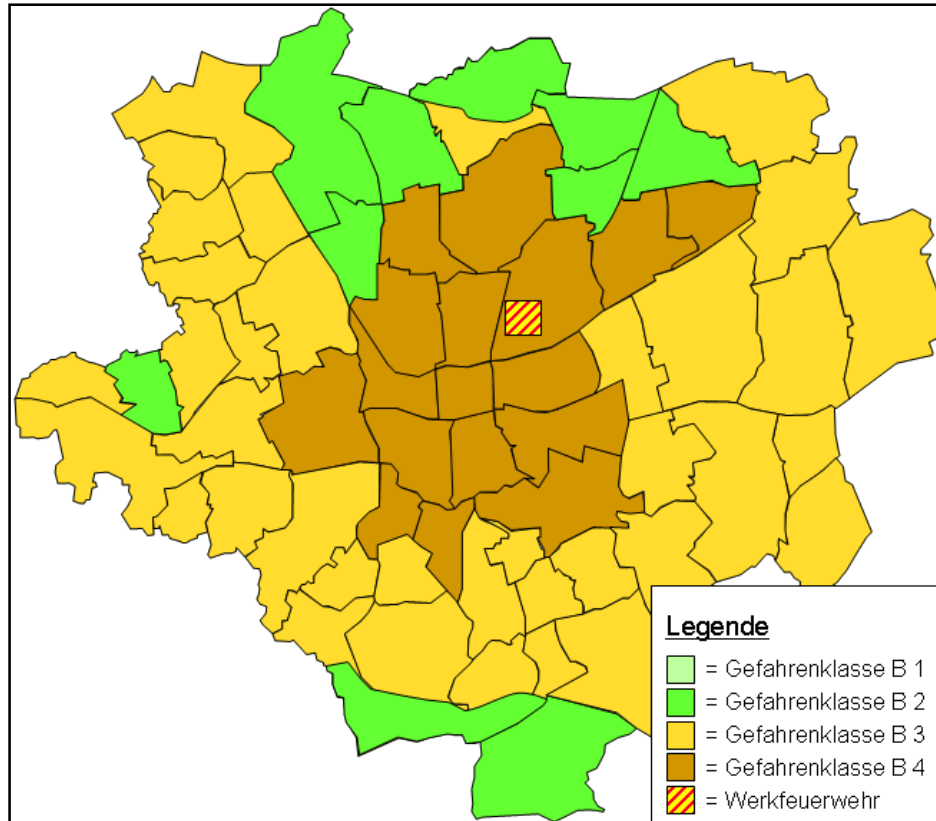 Legende
= Gefahrenklasse B 1
= Gefahrenklasse B 2
= Gefahrenklasse B 3
= Gefahrenklasse B 4
= Werkfeuerwehr